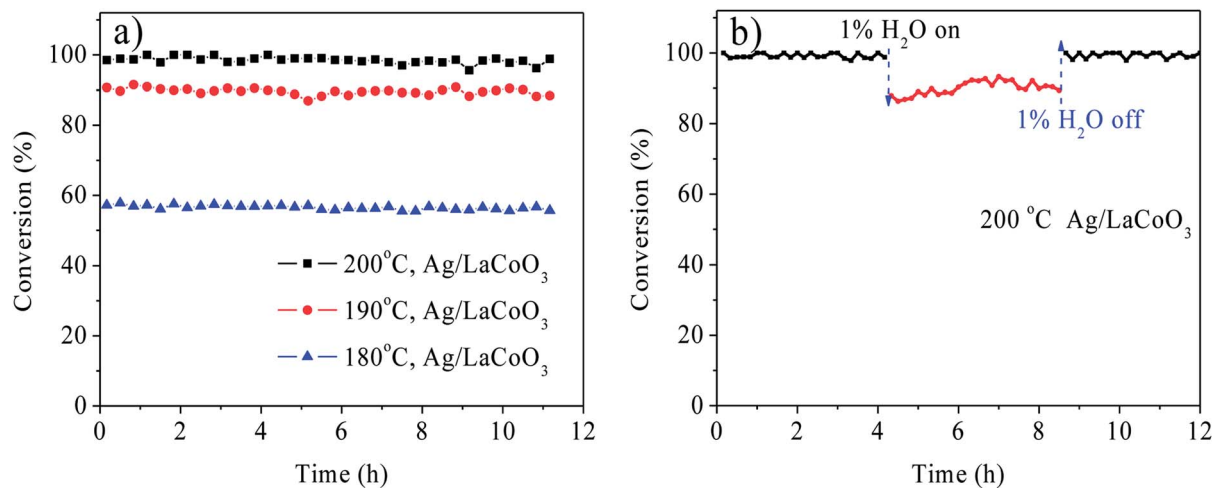 a)
100
80
60
40
20
0
Conversion (%)
200°C, Ag/LaCoO₃
190°C, Ag/LaCoO₃
180°C, Ag/LaCoO₃
0 2 4 6 8 10 12
Time (h)
b)
100
80
60
40
20
0
Conversion (%)
1% H₂O on
1% H₂O off
200 °C Ag/LaCoO₃
0 2 4 6 8 10 12
Time (h)